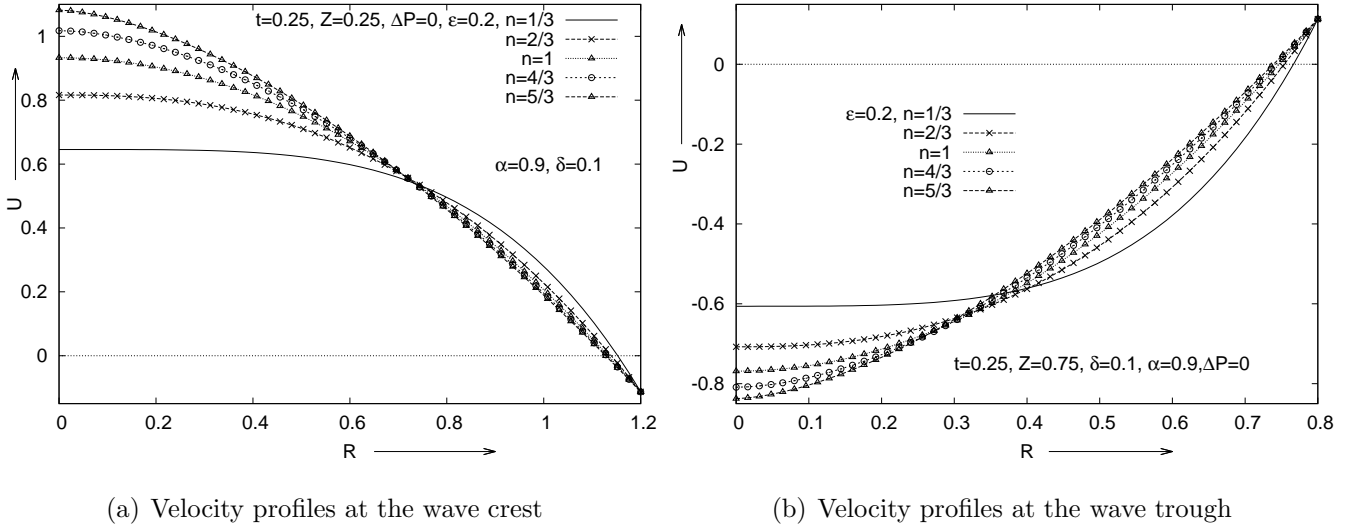 t=0.25, Z=0.25, ΔP=0, ε=0.2, n=1/3
n=2/3
n=1
n=4/3
n=5/3
α=0.9, δ=0.1
1
0.8
0.6
0.4
0.2
0
U
0 0.2 0.4 0.6 0.8 1 1.2
R
(a) Velocity profiles at the wave crest
ε=0.2, n=1/3
n=2/3
n=1
n=4/3
n=5/3
t=0.25, Z=0.75, δ=0.1, α=0.9,ΔP=0
0
-0.2
-0.4
-0.6
-0.8
U
0 0.1 0.2 0.3 0.4 0.5 0.6 0.7 0.8
R
(b) Velocity profiles at the wave trough